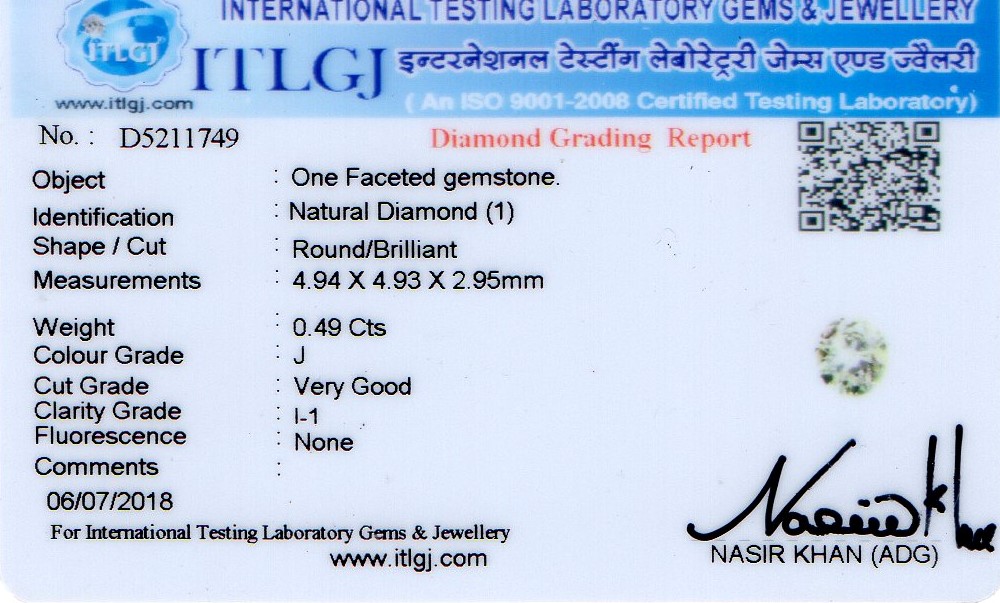 INTERNATIONAL TESTING LABORATORY GEMS & JEWELLERY
ITLGJ
ITLGJ इन्टरनेशनल टेस्टींग लेबोरेट्ररी जेम्स एण्ड ज्वैलरी
www.itlgj.com
( An ISO 9001-2008 Certified Testing Laboratory)
No. : D5211749 Diamond Grading Report
Object : One Faceted gemstone.
Identification : Natural Diamond (1)
Shape / Cut : Round/Brilliant
Measurements : 4.94 X 4.93 X 2.95mm
Weight : 0.49 Cts
Colour Grade : J
Cut Grade : Very Good
Clarity Grade : I-1
Fluorescence : None
Comments :
06/07/2018
For International Testing Laboratory Gems & Jewellery
www.itlgj.com
NASIR KHAN (ADG)